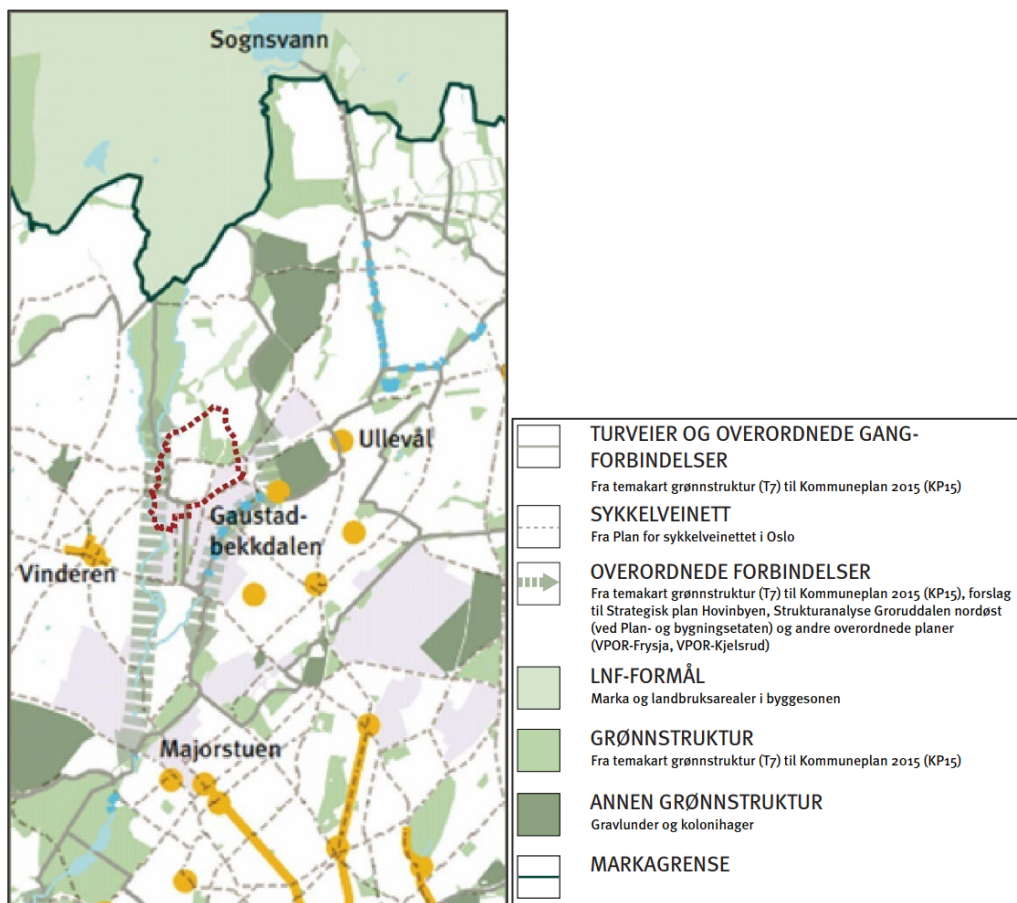 Sognsvann
Ullevål
Gaustad-
bekkdalen
Vinderen
Majorstuen
TURVEIER OG OVERORDNEDE GANG-
FORBINDELSER
Fra temakart grønnstruktur (T7) til Kommuneplan 2015 (KP15)
SYKKELVEINETT
Fra Plan for sykkelveinettet i Oslo
OVERORDNEDE FORBINDELSER
Fra temakart grønnstruktur (T7) til Kommuneplan 2015 (KP15), forslag
til Strategisk plan Hovinbyen, Strukturanalyse Groruddalen nordøst
(ved Plan- og bygningsetaten) og andre overordnede planer
(VPOR-Frysja, VPOR-Kjelsrud)
LNF-FORMÅL
Marka og landbruksarealer i byggesonen
GRØNNSTRUKTUR
Fra temakart grønnstruktur (T7) til Kommuneplan 2015 (KP15)
ANNEN GRØNNSTRUKTUR
Gravlunder og kolonihager
MARKAGRENSE